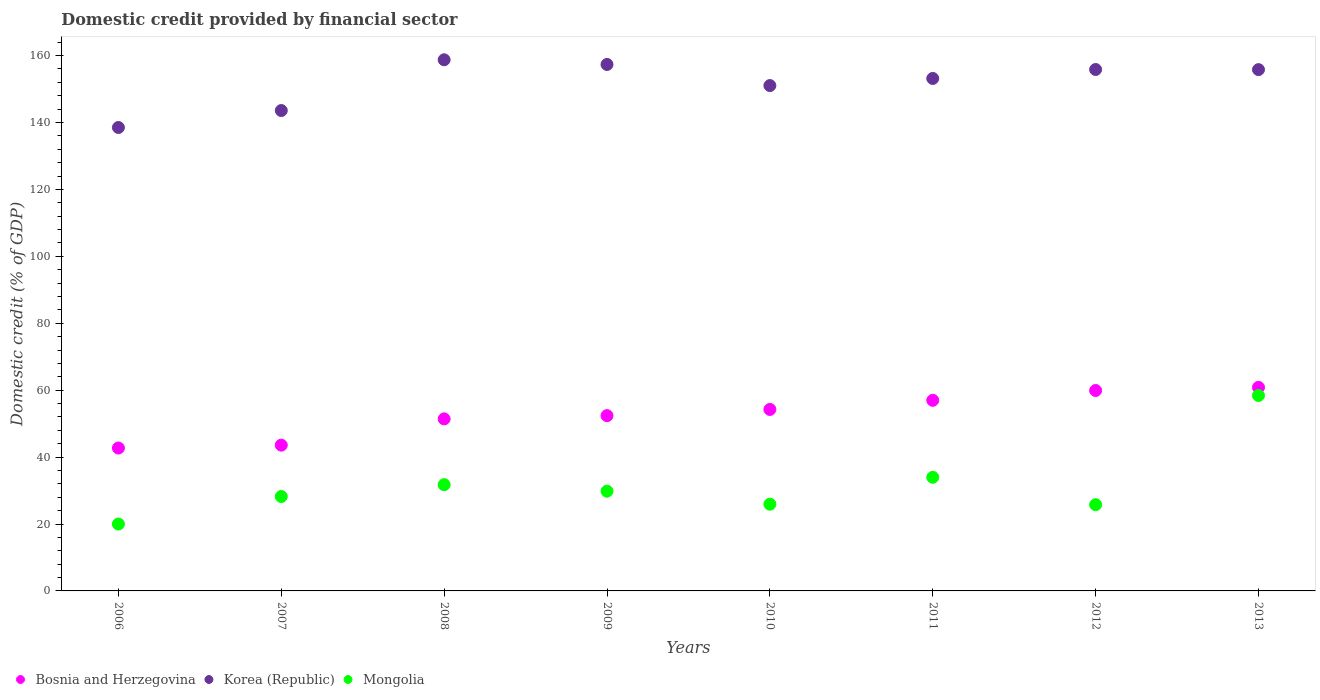 Domestic credit provided by financial sector
Domestic credit (% of GDP)
160
140
120
100
80
60
40
20
0
2006 2007 2008 2009 2010 2011 2012 2013
Years
Bosnia and Herzegovina Korea (Republic) Mongolia